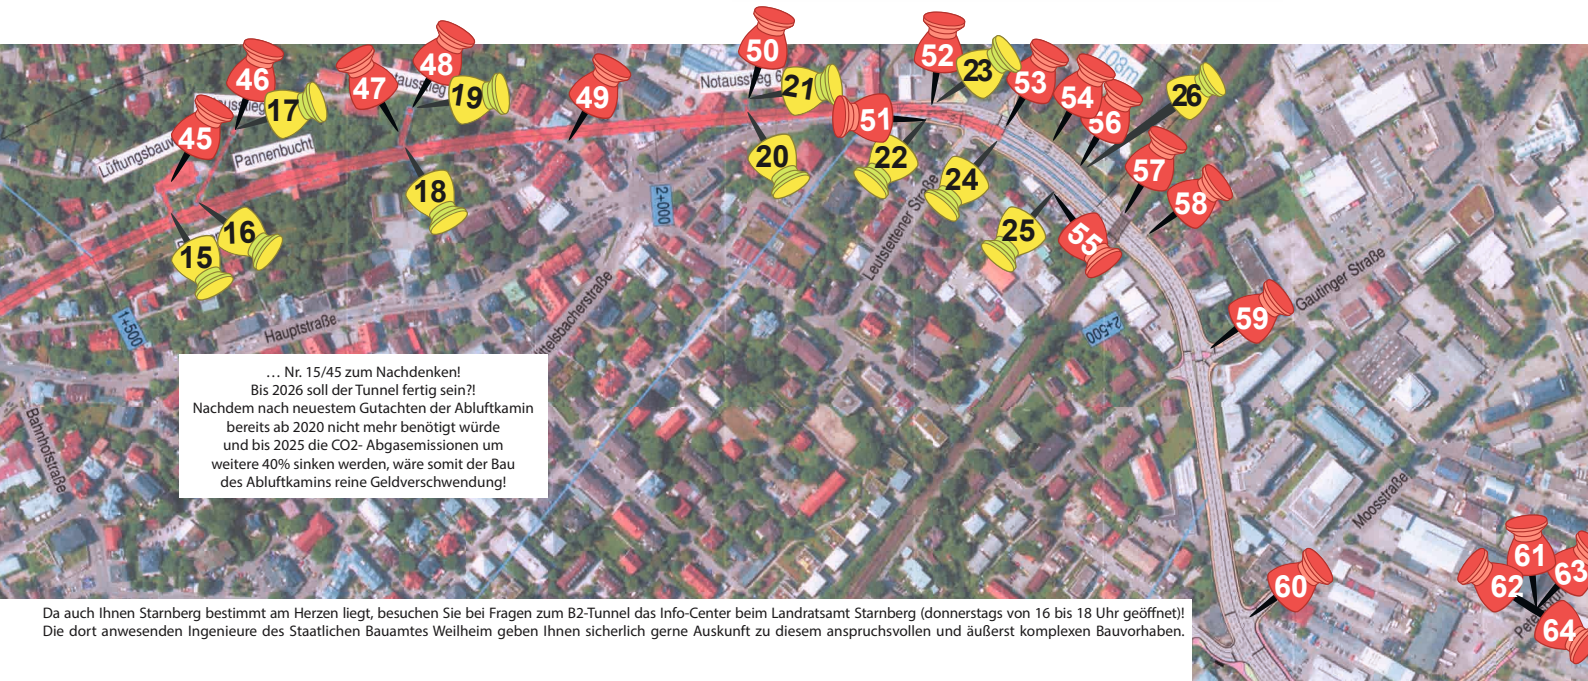 50
52
48
23
53
46
47
103m
54
26
Notausstieg 6
21
49
19
17
56
51
45
Lüftungsbauw
Pannenbucht
57
20
22
24
18
2+000
58
Leutstettener Straße
16
25
55
15
Gautinger Straße
59
1+500
Hauptstraße
2+500
ittelsbacherstraße
… Nr. 15/45 zum Nachdenken!
Bis 2026 soll der Tunnel fertig sein?!
Nachdem nach neuestem Gutachten der Abluftkamin
bereits ab 2020 nicht mehr benötigt würde
und bis 2025 die CO2- Abgasemissionen um
weitere 40% sinken werden, wäre somit der Bau
des Abluftkamins reine Geldverschwendung!
Bahnhofstraße
Moosstraße
61
63
60
62
64
Da auch Ihnen Starnberg bestimmt am Herzen liegt, besuchen Sie bei Fragen zum B2-Tunnel das Info-Center beim Landratsamt Starnberg (donnerstags von 16 bis 18 Uhr geöffnet)!
Die dort anwesenden Ingenieure des Staatlichen Bauamtes Weilheim geben Ihnen sicherlich gerne Auskunft zu diesem anspruchsvollen und äußerst komplexen Bauvorhaben.